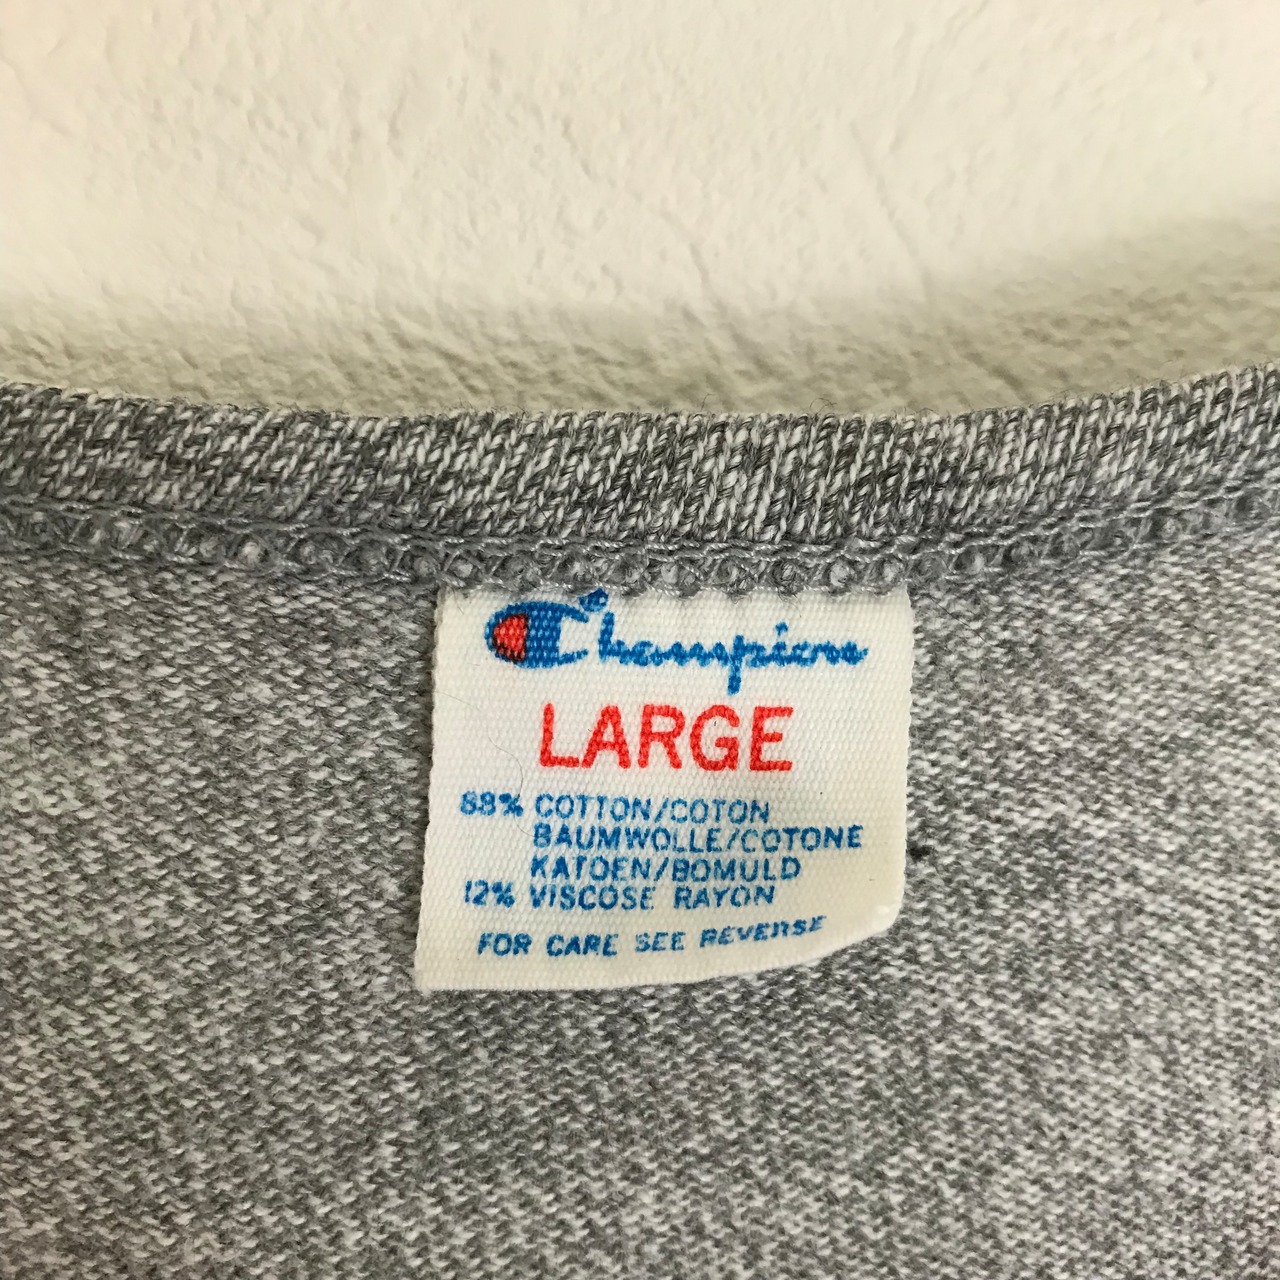 Champion
LARGE
88% COTTON/COTON
BAUMWOLLE/COTONE
KATOEN/BOMULD
12% VISCOSE RAYON
FOR CARE SEE REVERSE